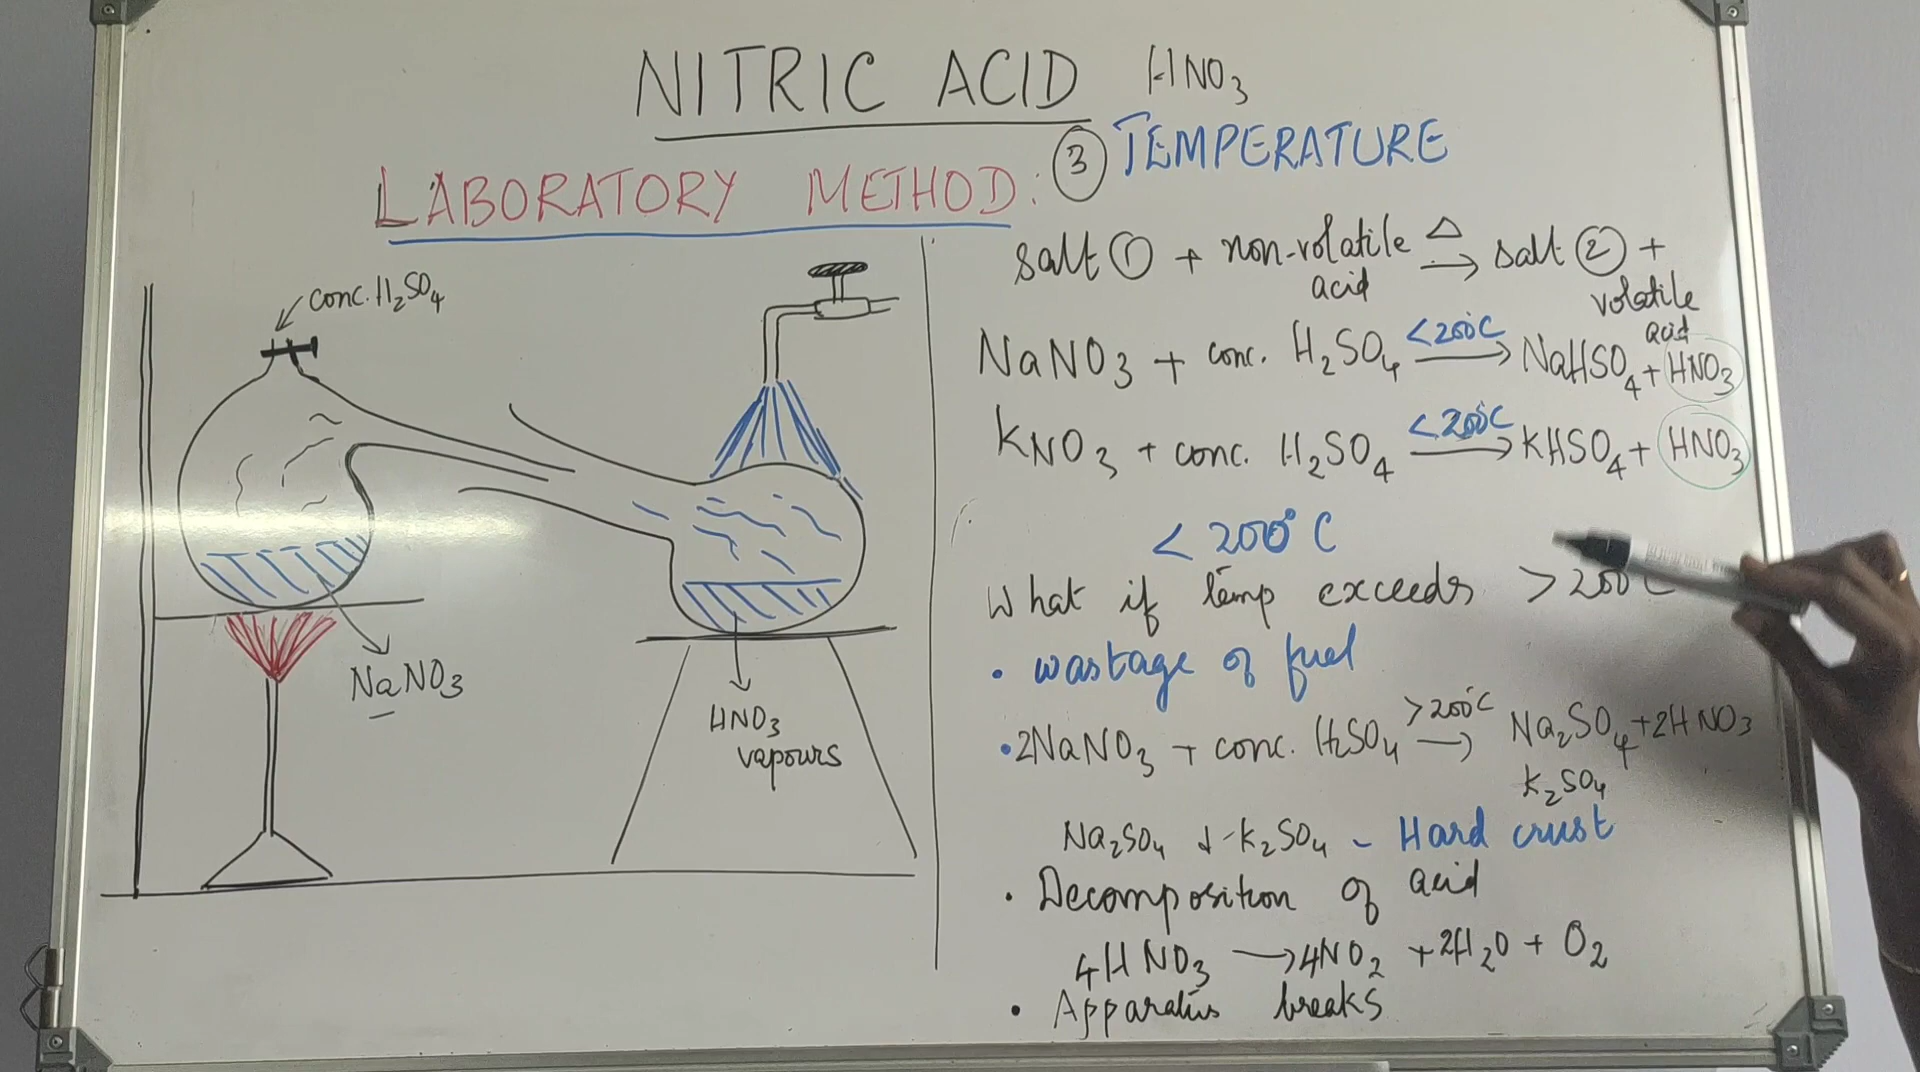 NITRIC ACID HNO₃
LABORATORY METHOD: ③ TEMPERATURE
conc. H₂SO₄
NaNO₃
HNO₃
vapours
salt ① + non-volatile acid △→ salt ② + volatile acid
NaNO₃ + conc. H₂SO₄ <200°C → NaHSO₄ + HNO₃
KNO₃ + conc. H₂SO₄ <200°C → KHSO₄ + HNO₃
< 200° C
What if temp exceeds > 200°C
• wastage of fuel
• 2NaNO₃ + conc. H₂SO₄ >200°C → Na₂SO₄ + 2HNO₃
K₂SO₄
Na₂SO₄ & K₂SO₄ - Hard crust
• Decomposition of acid
4HNO₃ → 4NO₂ + 2H₂O + O₂
• Apparatus breaks